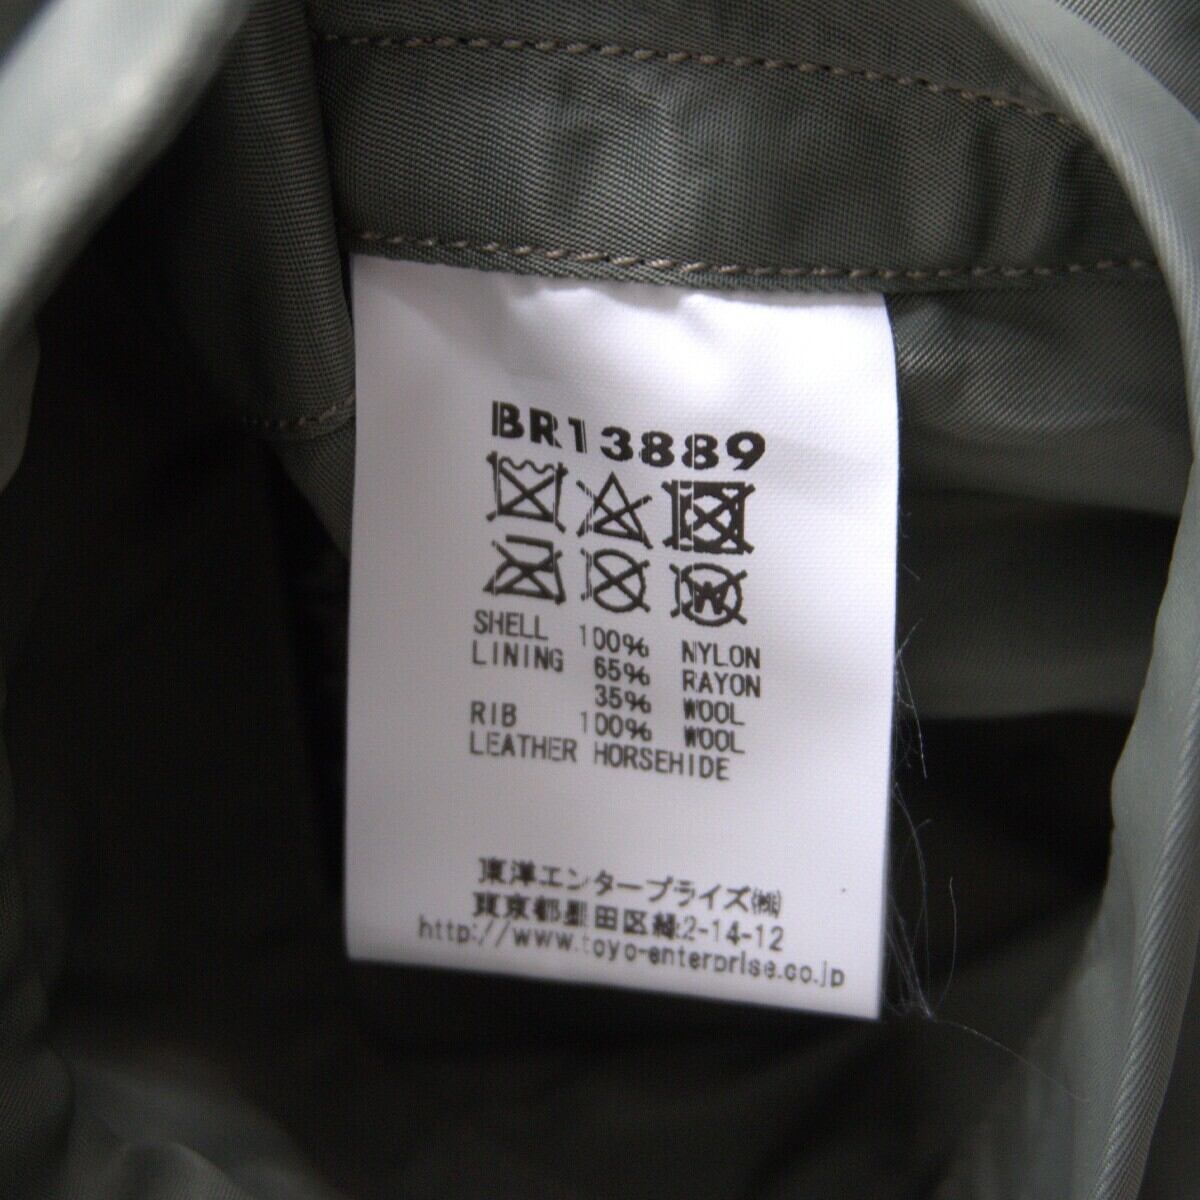 BR13889
SHELL 100% NYLON
LINING 65% RAYON
35% WOOL
RIB 100% WOOL
LEATHER HORSEHIDE
東洋エンタープライズ㈱
東京都墨田区緑2-14-12
http://www.toyo-enterprise.co.jp